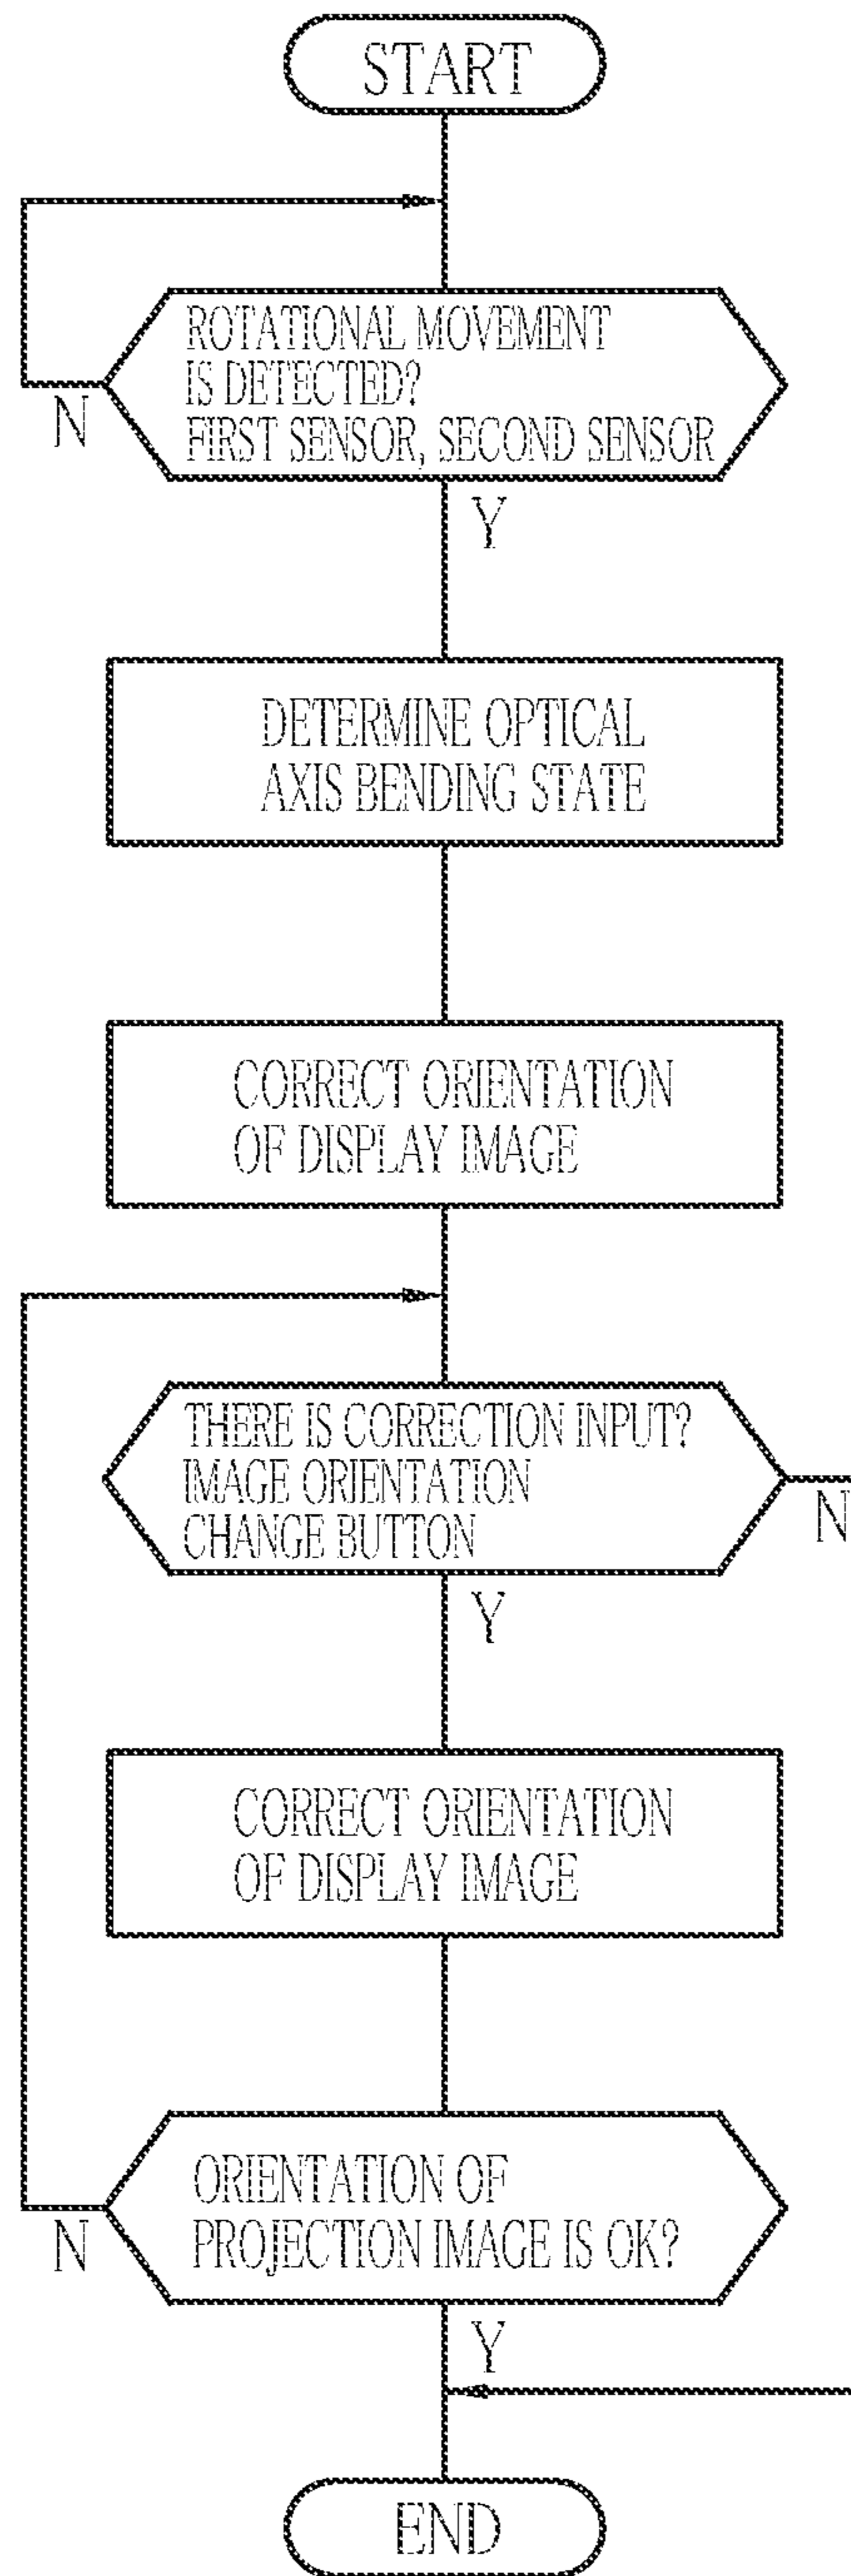 START
ROTATIONAL MOVEMENT
IS DETECTED?
FIRST SENSOR, SECOND SENSOR
N
Y
DETERMINE OPTICAL
AXIS BENDING STATE
CORRECT ORIENTATION
OF DISPLAY IMAGE
THERE IS CORRECTION INPUT?
IMAGE ORIENTATION
CHANGE BUTTON
N
Y
CORRECT ORIENTATION
OF DISPLAY IMAGE
ORIENTATION OF
PROJECTION IMAGE IS OK?
N
Y
END